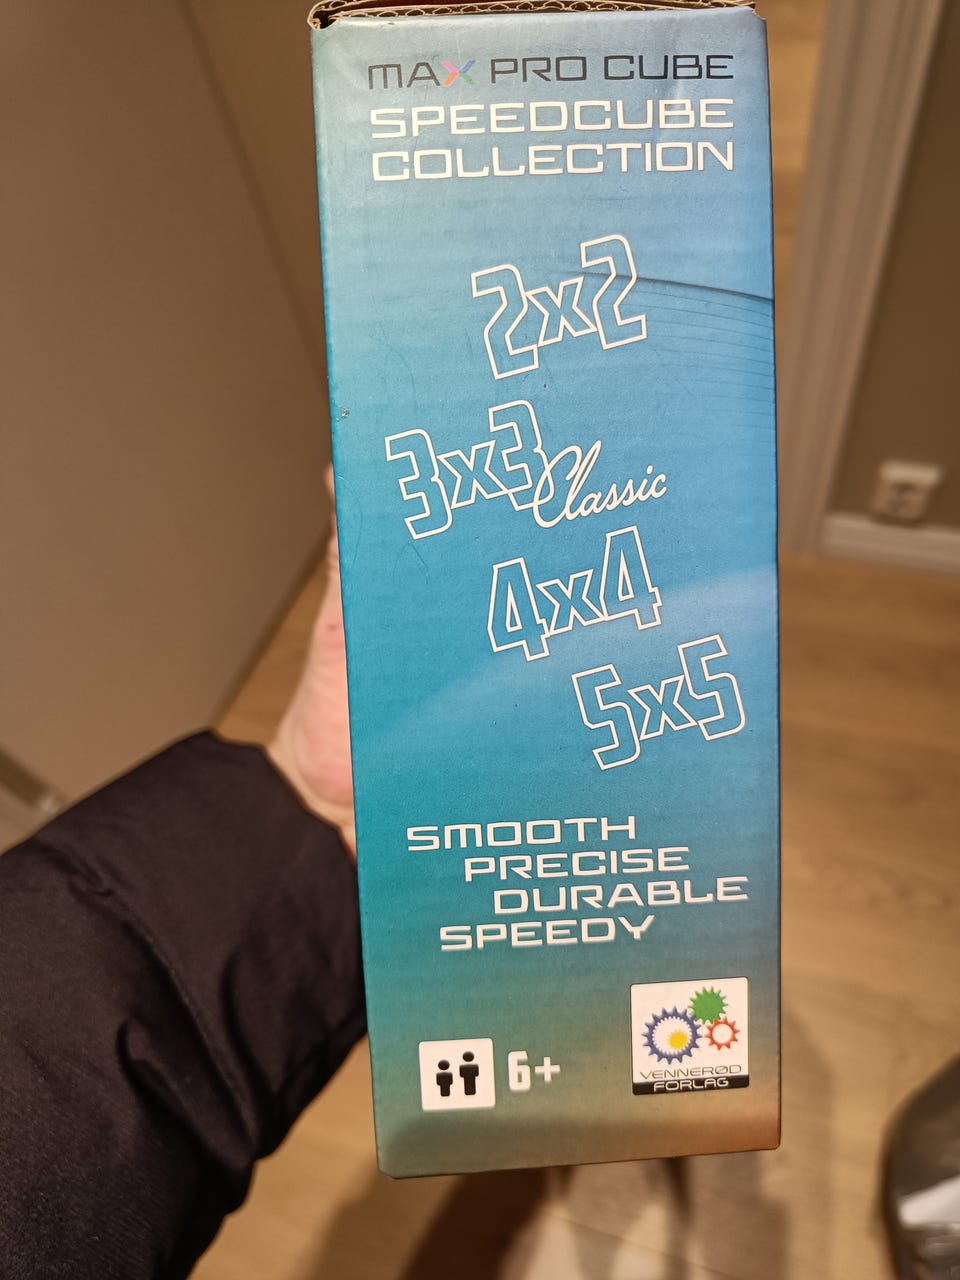 MAX PRO CUBE
SPEEDCUBE
COLLECTION
2x2
3x3 Classic
4x4
5x5
SMOOTH
PRECISE
DURABLE
SPEEDY
6+
VENNERØD
FORLAG